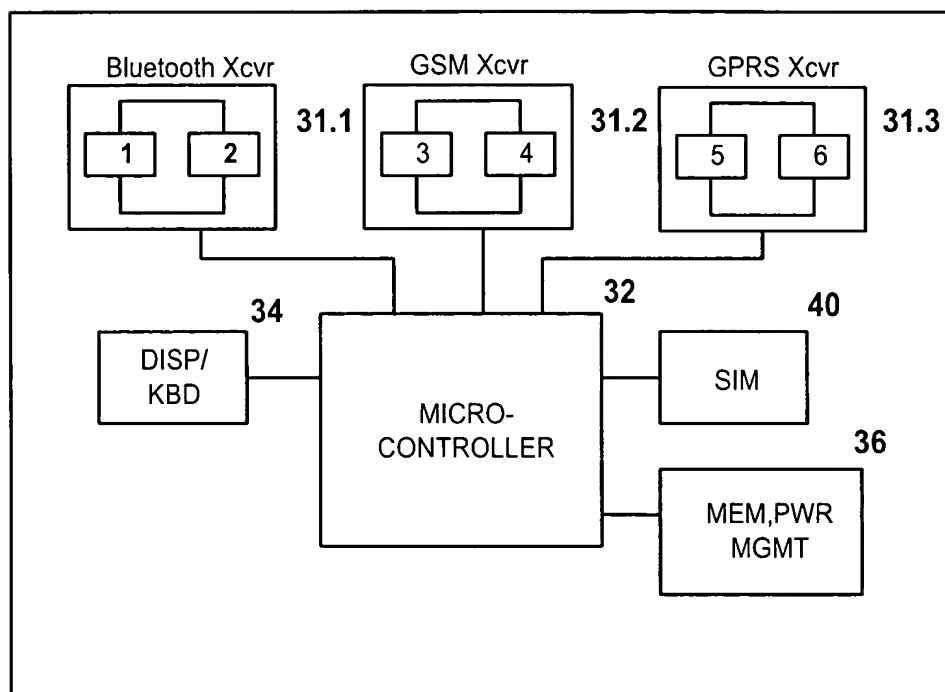 Bluetooth Xcvr
GSM Xcvr
GPRS Xcvr
1
2
31.1
3
4
31.2
5
6
31.3
32
34
40
DISP/
KBD
MICRO-
CONTROLLER
SIM
36
MEM,PWR
MGMT